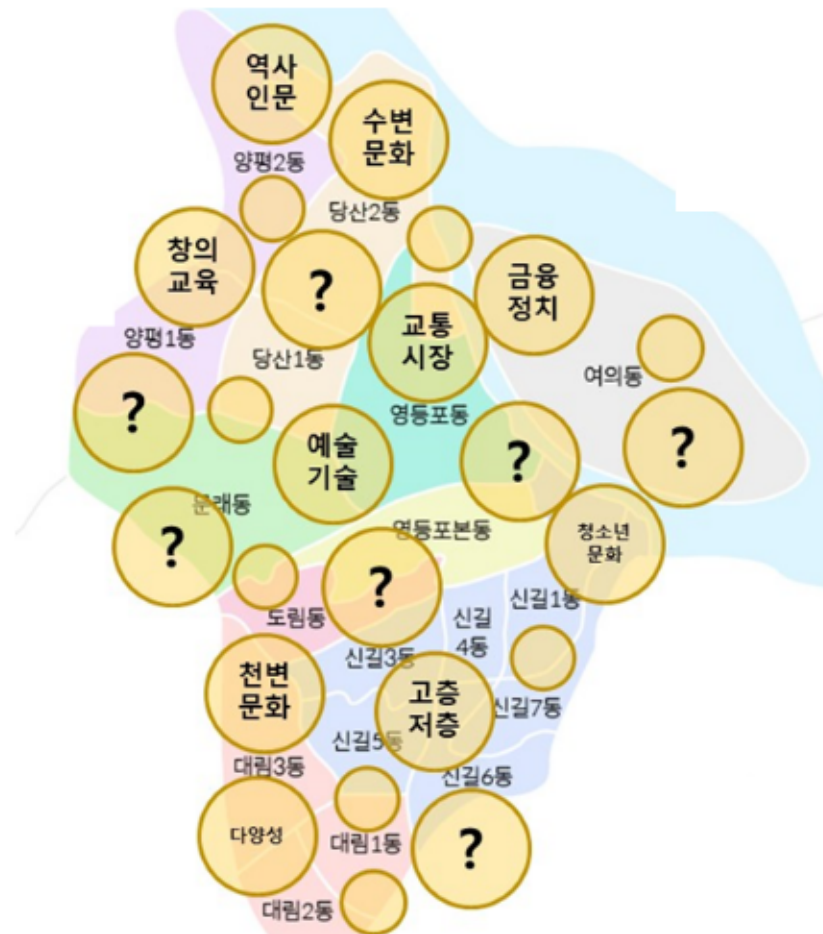 역사
인문
수변
문화
양평2동
당산2동
창의
교육
?
금융
정치
교통
시장
양평1동
당산1동
여의동
?
영등포동
예술
기술
?
?
문래동
?
영등포본동
청소년
문화
?
신길1동
도림동
신길
4동
신길3동
천변
문화
고층
저층
신길7동
신길5동
대림3동
신길6동
다양성
대림1동
?
대림2동